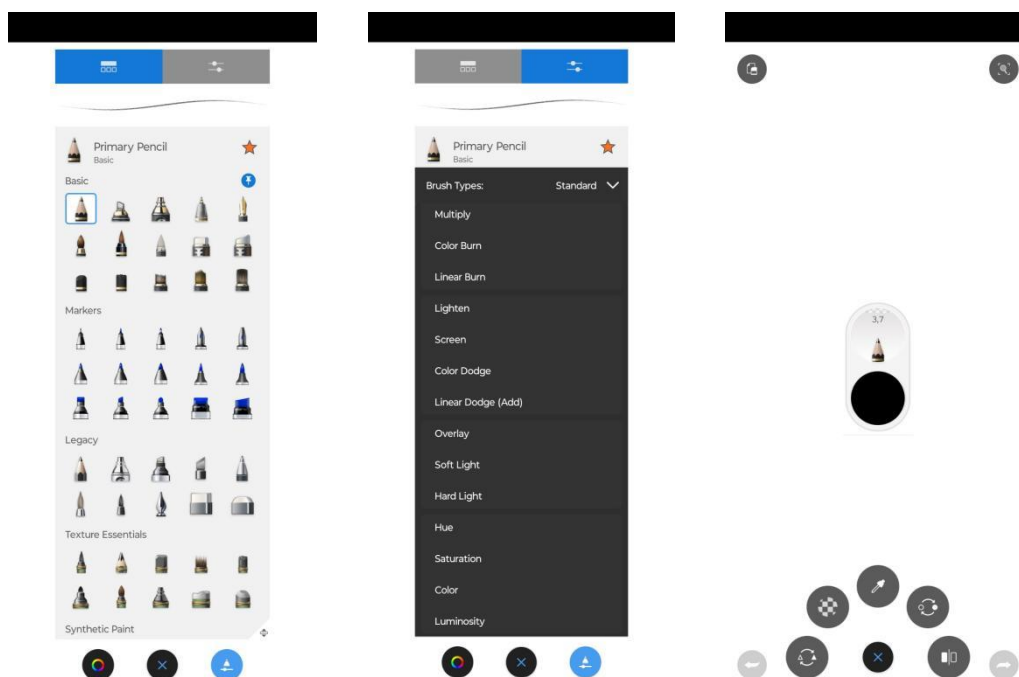 Primary Pencil
Basic
Basic
Markers
Legacy
Texture Essentials
Synthetic Paint
Primary Pencil
Basic
Brush Types: Standard
Multiply
Color Burn
Linear Burn
Lighten
Screen
Color Dodge
Linear Dodge (Add)
Overlay
Soft Light
Hard Light
Hue
Saturation
Color
Luminosity
3,7